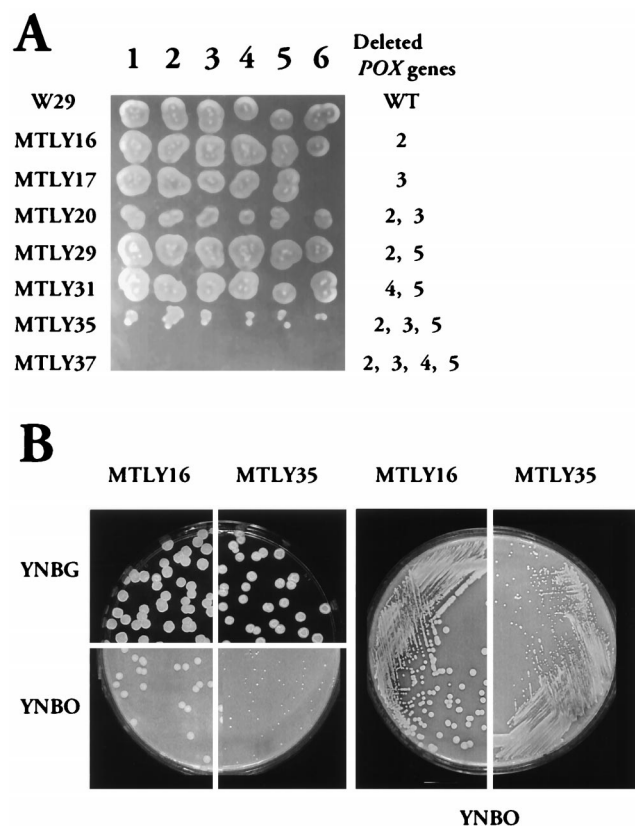 A
Deleted
1 2 3 4 5 6 POX genes
W29 WT
MTLY16 2
MTLY17 3
MTLY20 2, 3
MTLY29 2, 5
MTLY31 4, 5
MTLY35 2, 3, 5
MTLY37 2, 3, 4, 5
B
MTLY16 MTLY35 MTLY16 MTLY35
YNBG
YNBO
YNBO